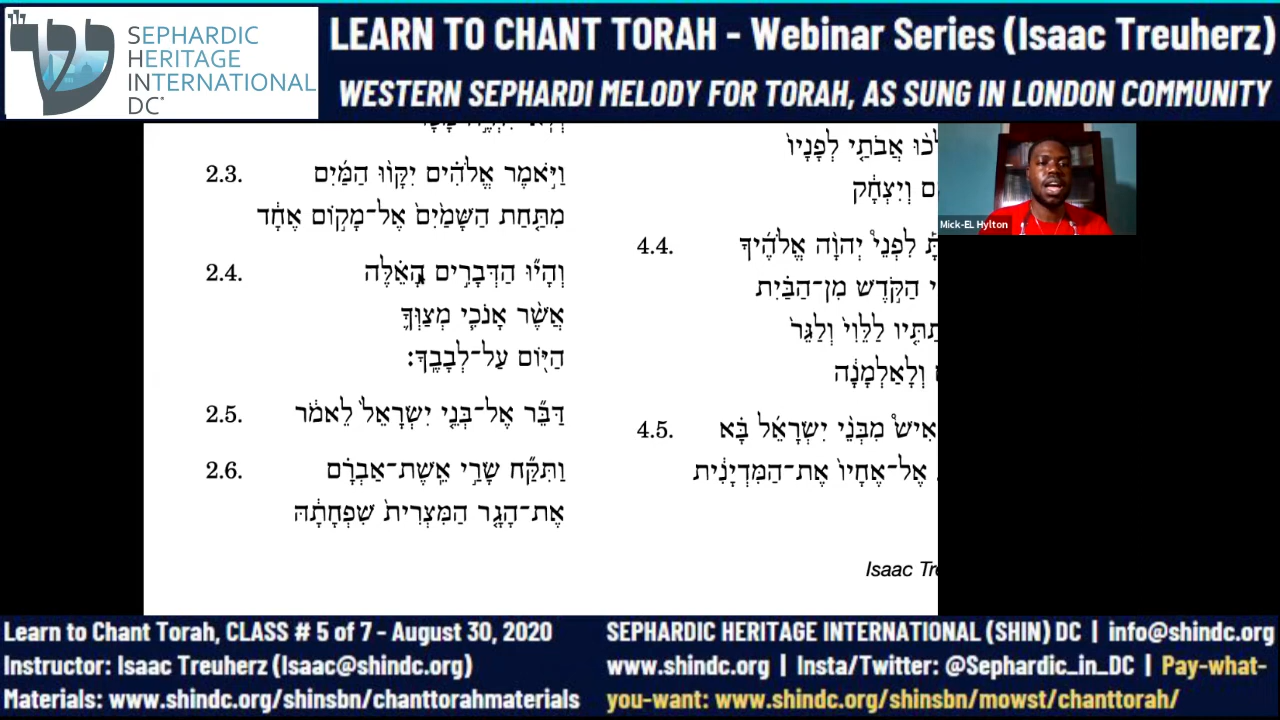 SEPHARDIC
HERITAGE
INTERNATIONAL
DC
LEARN TO CHANT TORAH - Webinar Series (Isaac Treuherz)
WESTERN SEPHARDI MELODY FOR TORAH, AS SUNG IN LONDON COMMUNITY
2.3. וַיֹּ֣אמֶר אֱלֹהִ֗ים יִקָּו֨וּ הַמַּ֜יִם
מִתַּ֤חַת הַשָּׁמַ֙יִם֙ אֶל־מָק֣וֹם אֶחָ֔ד
2.4. וְהָי֞וּ הַדְּבָרִ֣ים הָאֵ֗לֶּה
אֲשֶׁ֨ר אָנֹכִ֧י מְצַוְּךָ֛
הַיּ֖וֹם עַל־לְבָבֶֽךָ׃
2.5. דַּבֵּ֞ר אֶל־בְּנֵ֤י יִשְׂרָאֵל֙ לֵאמֹ֔ר
2.6. וַתִּקַּ֞ח שָׂרַ֣י אֵֽשֶׁת־אַבְרָ֗ם
אֶת־הָגָ֤ר הַמִּצְרִית֙ שִׁפְחָתָ֔הּ
אֲבֹתַ֤י לְפָנָיו֙
וְיִצְחָ֔ק
4.4. לִפְנֵי֩ יְהוָ֨ה אֱלֹהֶ֜יךָ
הַקֹּ֣דֶשׁ מִן־הַבַּ֗יִת
לַלֵּוִי֙ וְלַגֵּר֙
וְלָאַלְמָנָ֔ה
4.5. מִבְּנֵ֨י יִשְׂרָאֵ֜ל בָּ֗א
אֶל־אֶחָיו֙ אֶת־הַמִּדְיָנִ֔ית
Isaac
Mick-EL Hylton
Learn to Chant Torah, CLASS # 5 of 7 - August 30, 2020
Instructor: Isaac Treuherz (Isaac@shindc.org)
Materials: www.shindc.org/shinsbn/chanttorahmaterials
SEPHARDIC HERITAGE INTERNATIONAL (SHIN) DC | info@shindc.org
www.shindc.org | Insta/Twitter: @Sephardic_in_DC | Pay-what-
you-want: www.shindc.org/shinsbn/mowst/chanttorah/